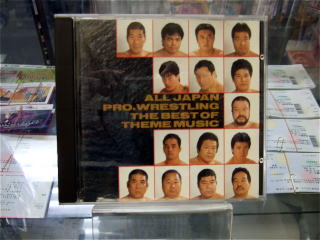 ALL JAPAN
PRO.WRESTLING
THE BEST OF
THEME MUSIC